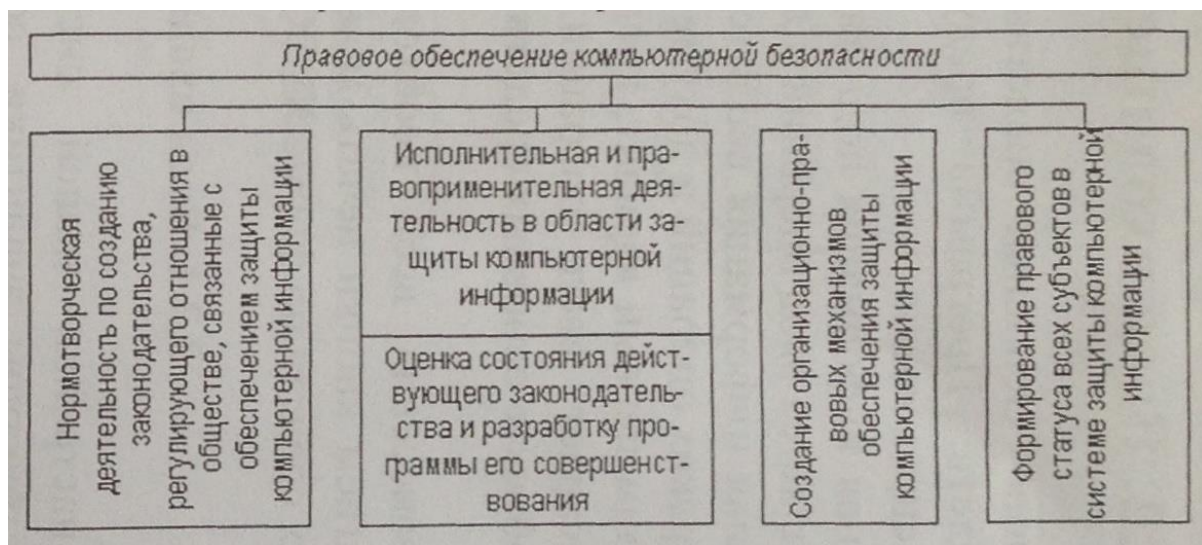 Правовое обеспечение компьютерной безопасности
Нормотворческая
деятельность по созданию
законодательства,
регулирующего отношения в
обществе, связанные с
обеспечением защиты
компьютерной информации
Исполнительная и пра-
воприменительная дея-
тельность в области за-
щиты компьютерной
информации
Оценка состояния дейст-
вующего законодатель-
ства и разработку про-
граммы его совершенст-
вования
Создание организационно-пра-
вовых механизмов
обеспечения защиты
компьютерной информации
Формирование правового
статуса всех субъектов в
системе защиты компьютерной
информации